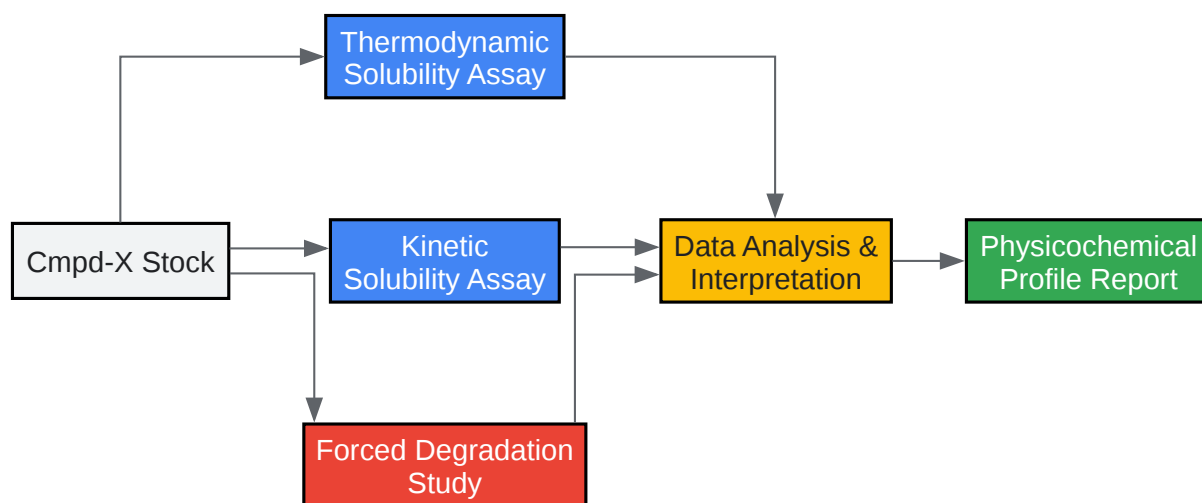 Thermodynamic
Solubility Assay
Cmpd-X Stock
Kinetic
Solubility Assay
Data Analysis &
Interpretation
Physicochemical
Profile Report
Forced Degradation
Study